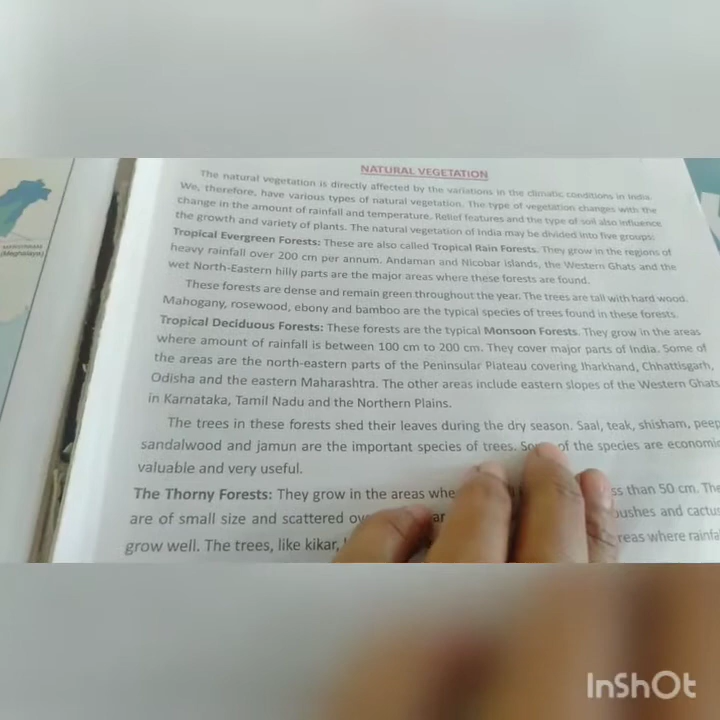 (Meghalaya)
NATURAL VEGETATION
The natural vegetation is directly affected by the variations in the climatic conditions in India.
We, therefore, have various types of natural vegetation. The type of vegetation changes with the
change in the amount of rainfall and temperature. Relief features and the type of soil also influence
the growth and variety of plants. The natural vegetation of India may be divided into five groups:
Tropical Evergreen Forests: These are also called Tropical Rain Forests. They grow in the regions of
heavy rainfall over 200 cm per annum. Andaman and Nicobar islands, the Western Ghats and the
wet North-Eastern hilly parts are the major areas where these forests are found.
These forests are dense and remain green throughout the year. The trees are tall with hard wood.
Mahogany, rosewood, ebony and bamboo are the typical species of trees found in these forests.
Tropical Deciduous Forests: These forests are the typical Monsoon Forests. They grow in the areas
where amount of rainfall is between 100 cm to 200 cm. They cover major parts of India. Some of
the areas are the north-eastern parts of the Peninsular Plateau covering Jharkhand, Chhattisgarh,
Odisha and the eastern Maharashtra. The other areas include eastern slopes of the Western Ghats
in Karnataka, Tamil Nadu and the Northern Plains.
The trees in these forests shed their leaves during the dry season. Saal, teak, shisham, peep
sandalwood and jamun are the important species of trees. of the species are economic
valuable and very useful.
The Thorny Forests: They grow in the areas whe ss than 50 cm. The
are of small size and scattered ov ushes and cactus
grow well. The trees, like kikar, reas where rainfa
InShOt